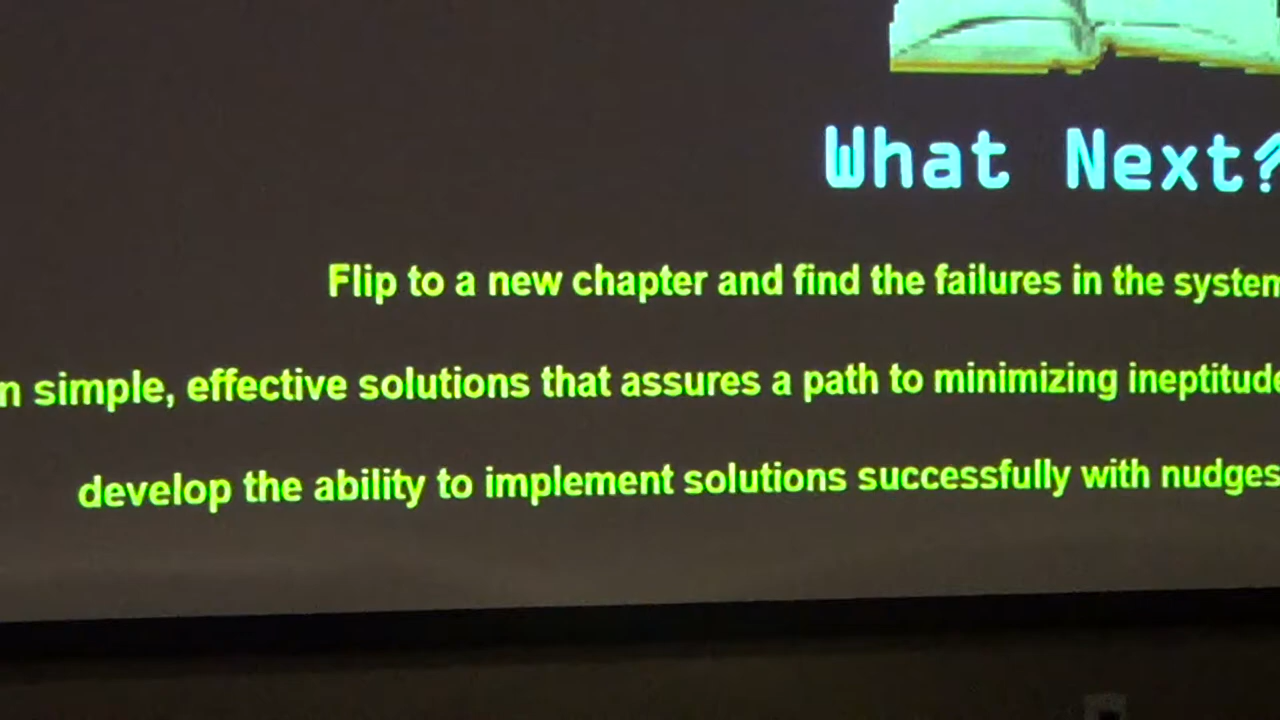 What Next?
Flip to a new chapter and find the failures in the system
simple, effective solutions that assures a path to minimizing ineptitude
develop the ability to implement solutions successfully with nudges